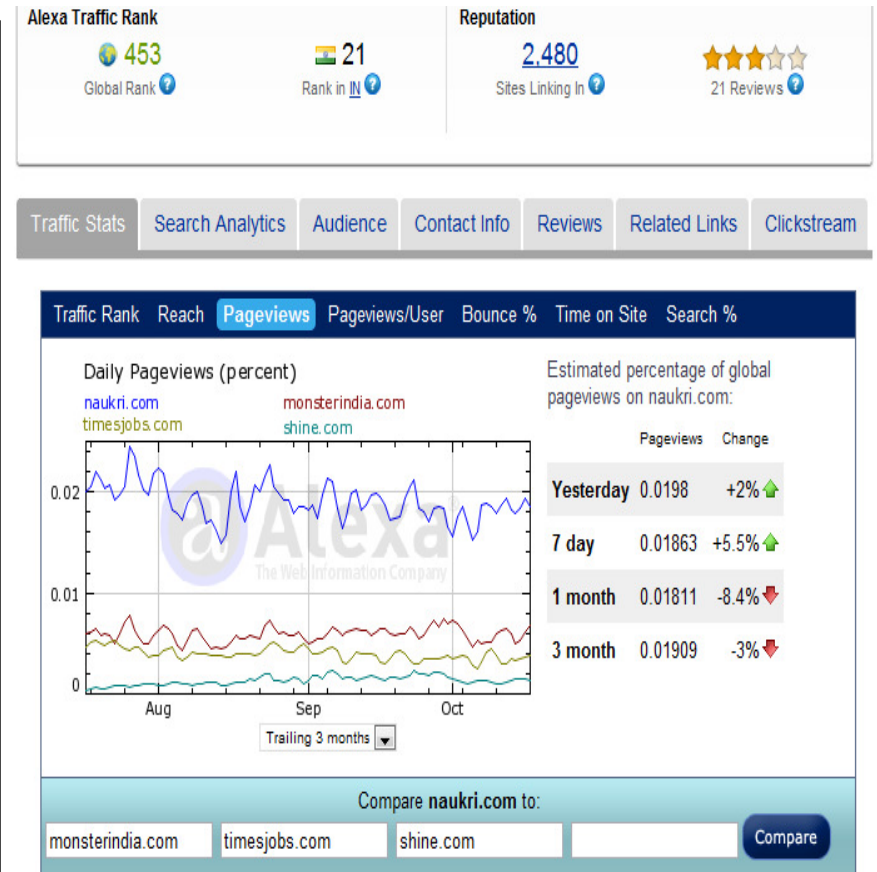 Alexa Traffic Rank
Reputation
453
21
2,480
Global Rank ?
Rank in IN ?
Sites Linking In ?
21 Reviews ?
Traffic Stats Search Analytics Audience Contact Info Reviews Related Links Clickstream
Traffic Rank Reach Pageviews Pageviews/User Bounce % Time on Site Search %
Daily Pageviews (percent)
naukri.com monsterindia.com
timesjobs.com shine.com
0.02
0.01
0
a Alexa
The Web Information Company
Aug Sep Oct
Trailing 3 months
Estimated percentage of global
pageviews on naukri.com:
Pageviews Change
Yesterday 0.0198 +2%
7 day 0.01863 +5.5%
1 month 0.01811 -8.4%
3 month 0.01909 -3%
Compare naukri.com to:
monsterindia.com timesjobs.com shine.com Compare